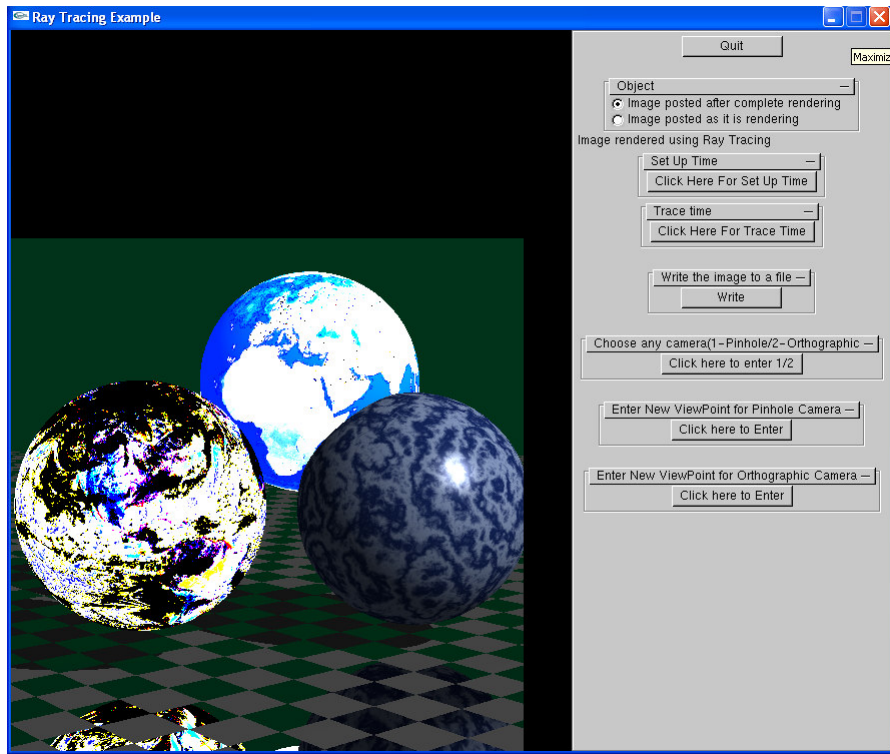 Ray Tracing Example
Quit
Maximiz
Object
Image posted after complete rendering
Image posted as it is rendering
Image rendered using Ray Tracing
Set Up Time
Click Here For Set Up Time
Trace time
Click Here For Trace Time
Write the image to a file
Write
Choose any camera(1-Pinhole/2-Orthographic
Click here to enter 1/2
Enter New ViewPoint for Pinhole Camera
Click here to Enter
Enter New ViewPoint for Orthographic Camera
Click here to Enter